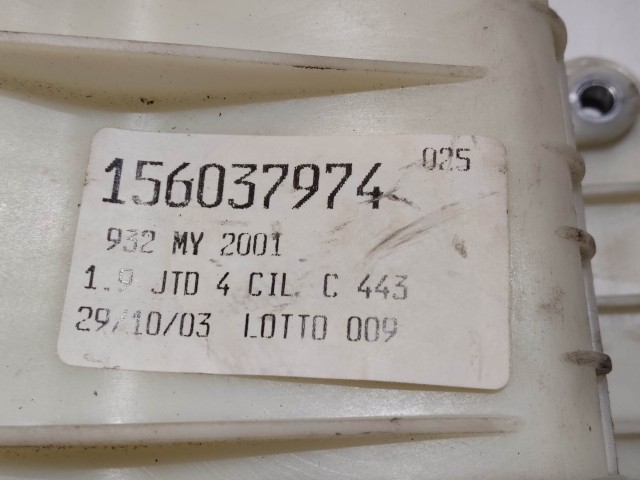 156037974 025
932 MY 2001
1.9 JTD 4 CIL. C 443
29/10/03 LOTTO 009